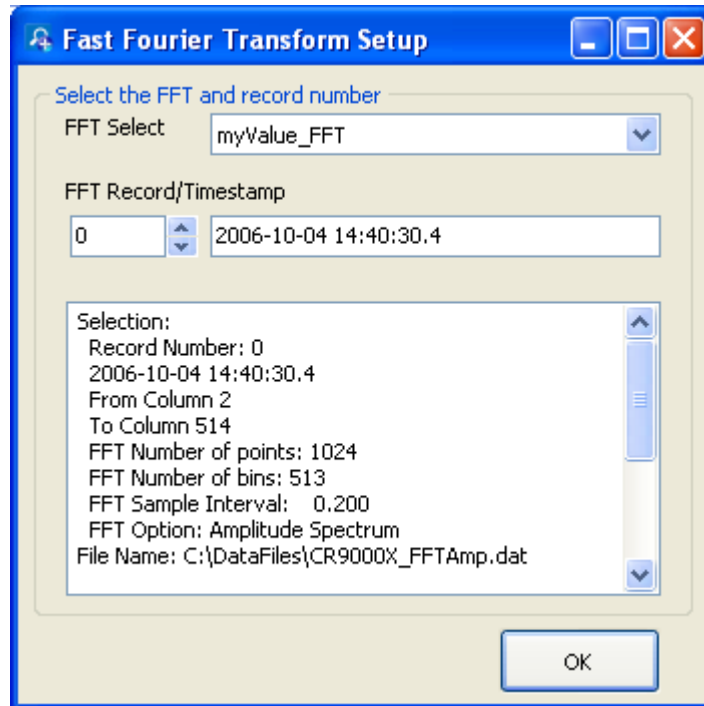 Fast Fourier Transform Setup
Select the FFT and record number
FFT Select
myValue_FFT
FFT Record/Timestamp
0
2006-10-04 14:40:30.4
Selection:
Record Number: 0
2006-10-04 14:40:30.4
From Column 2
To Column 514
FFT Number of points: 1024
FFT Number of bins: 513
FFT Sample Interval: 0.200
FFT Option: Amplitude Spectrum
File Name: C:\DataFiles\CR9000X_FFTAmp.dat
OK